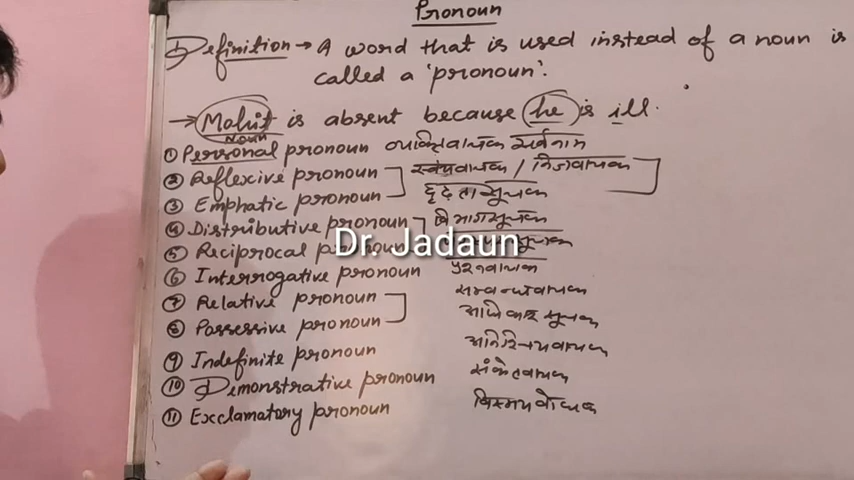 Pronoun
① Definition → A word that is used instead of a noun is
called a 'pronoun'.
→ Mohit is absent because he is ill.
Noun
① Personal pronoun व्यक्तिवाचक सर्वनाम
② Reflexive pronoun स्वयंवाचक / निजवाचक
③ Emphatic pronoun दृढ़तासूचक
④ Distributive pronoun विभागसूचक
⑤ Reciprocal सूचक
Dr. Jadaun
⑥ Interrogative pronoun प्रश्नवाचक
⑦ Relative pronoun सम्बन्धवाचक
⑧ Possessive pronoun अधिकार सूचक
⑨ Indefinite pronoun अनिश्चयवाचक
⑩ Demonstrative pronoun संकेतवाचक
⑪ Exclamatory pronoun विस्मयबोधक